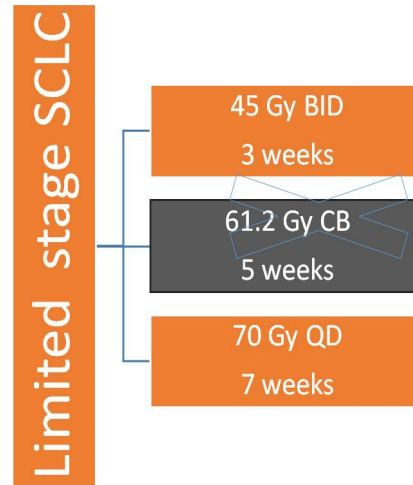 Limited stage SCLC
45 Gy BID
3 weeks
61.2 Gy CB
5 weeks
70 Gy QD
7 weeks